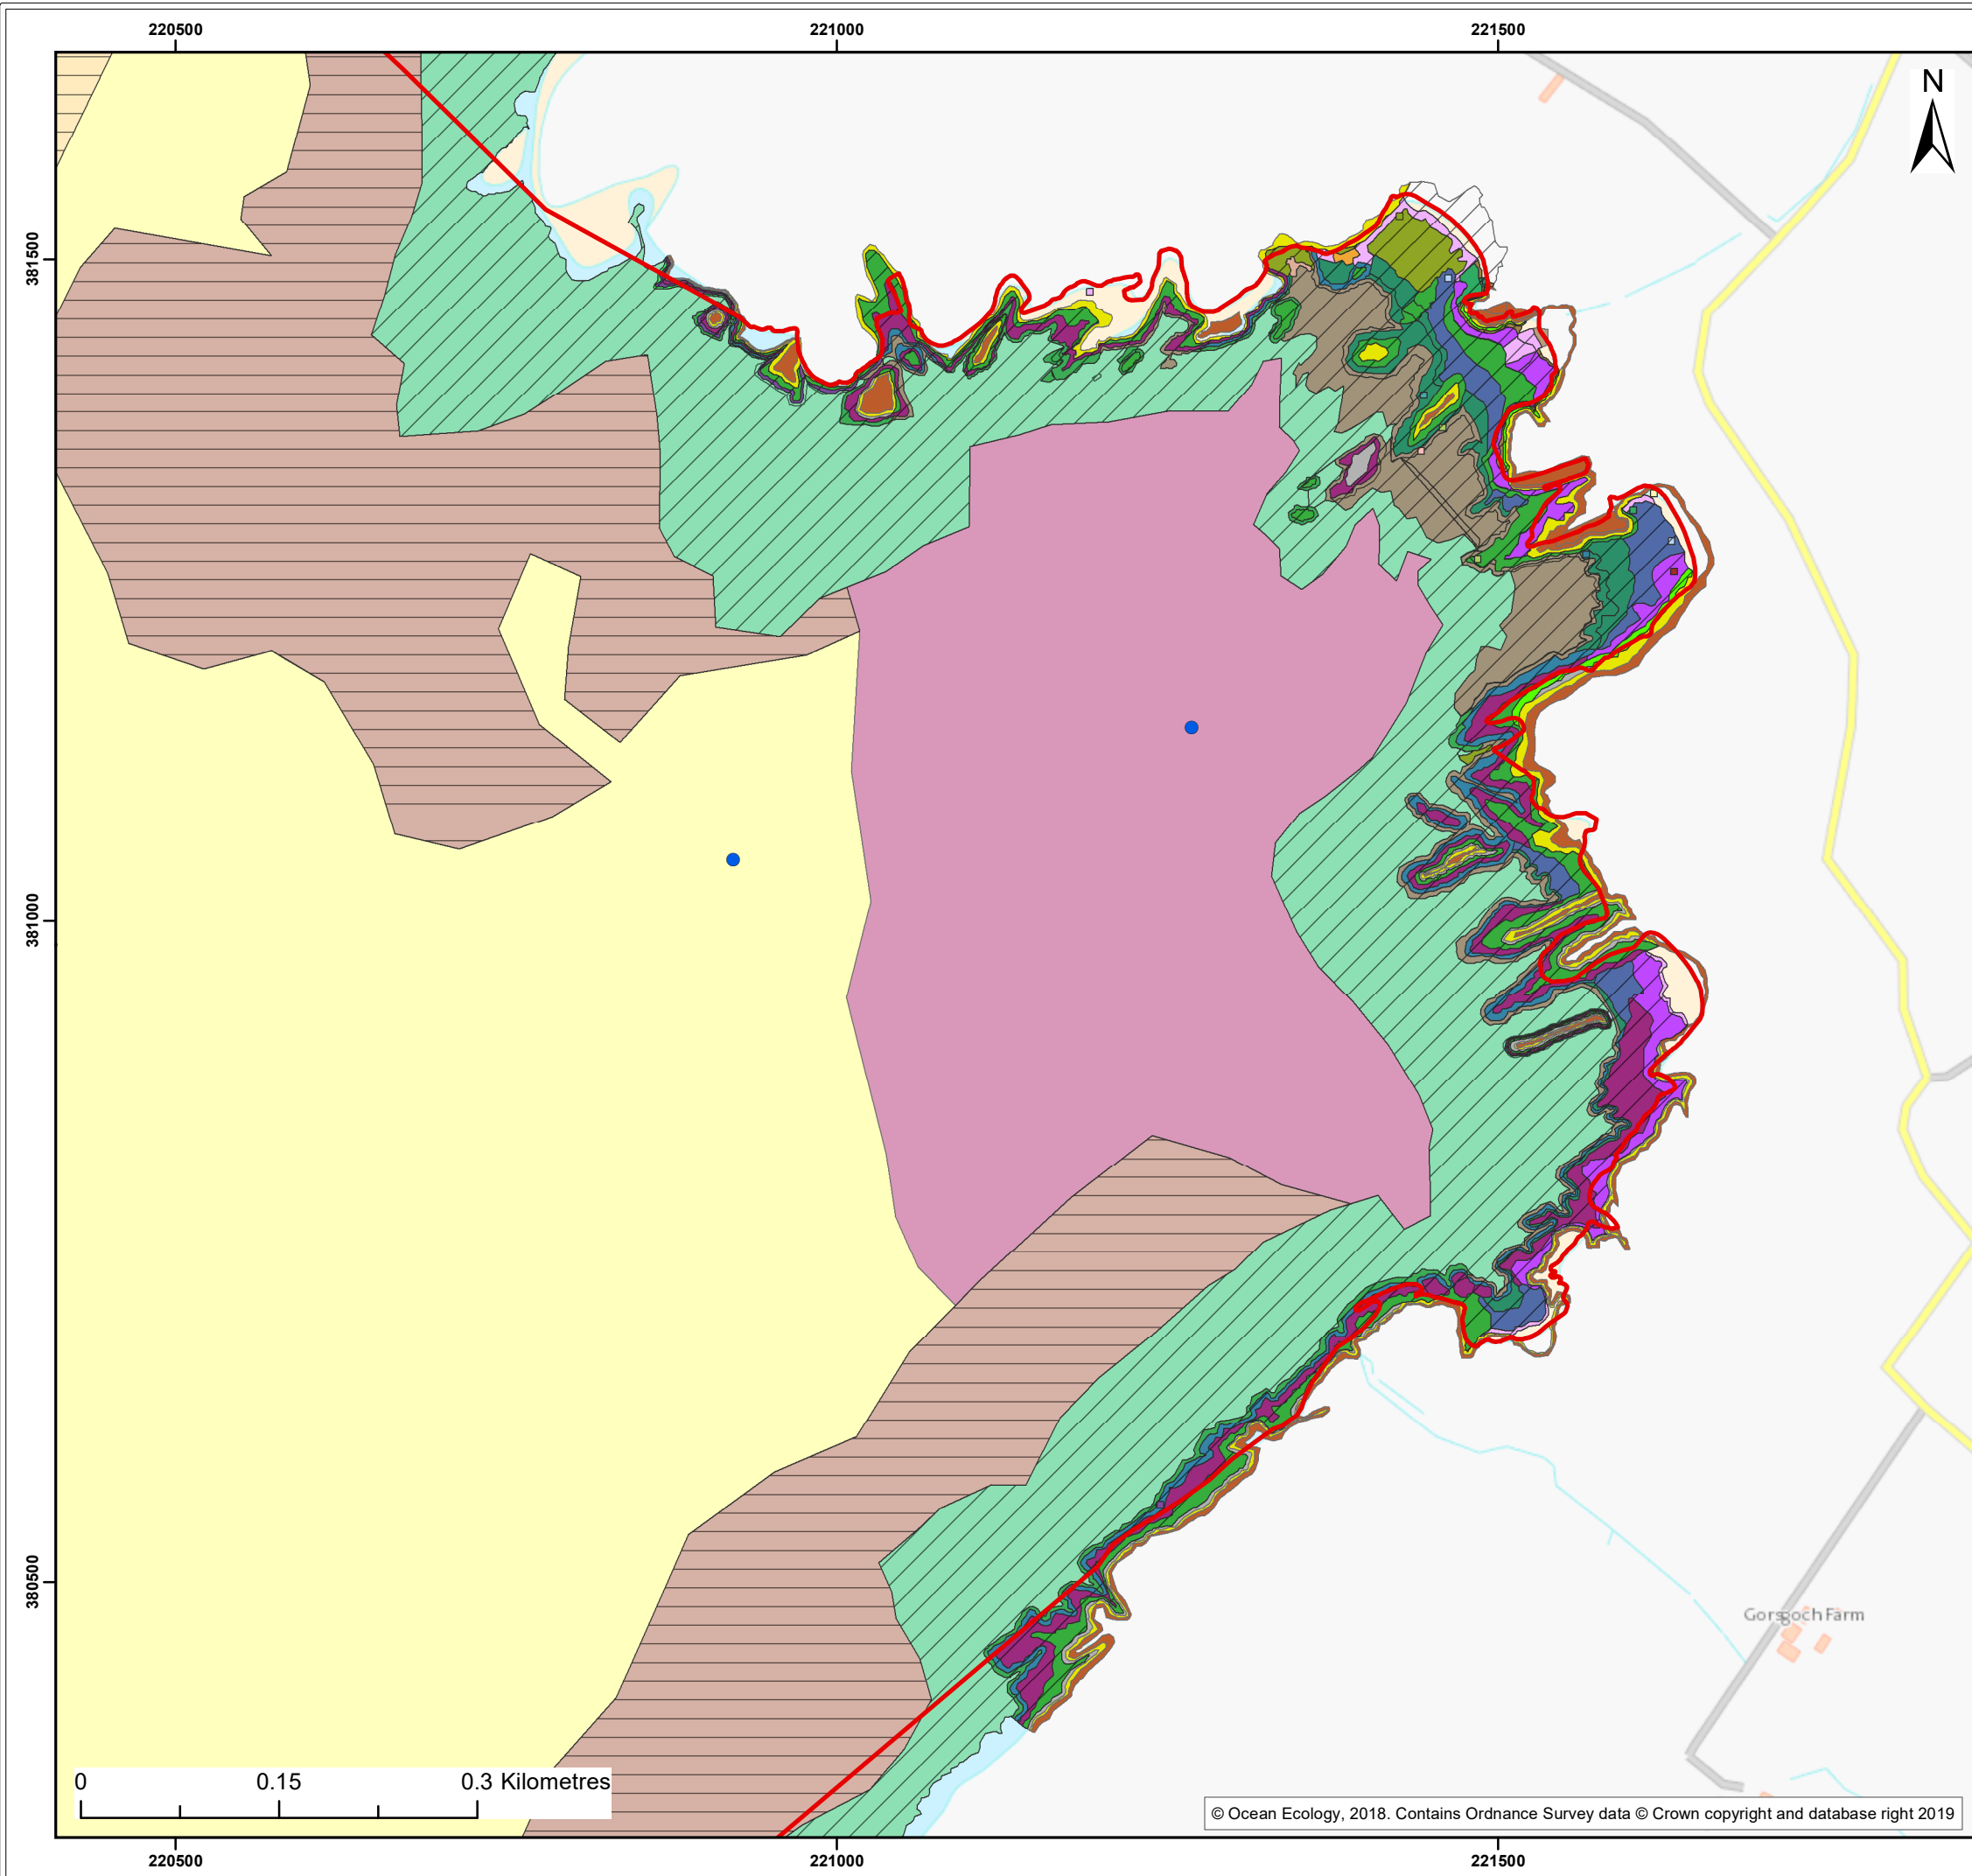 220500 221000 221500
N
381500
381000
380500
Gorsgoch Farm
0 0.15 0.3 Kilometres
© Ocean Ecology, 2018. Contains Ordnance Survey data © Crown copyright and database right 2019
220500 221000 221500